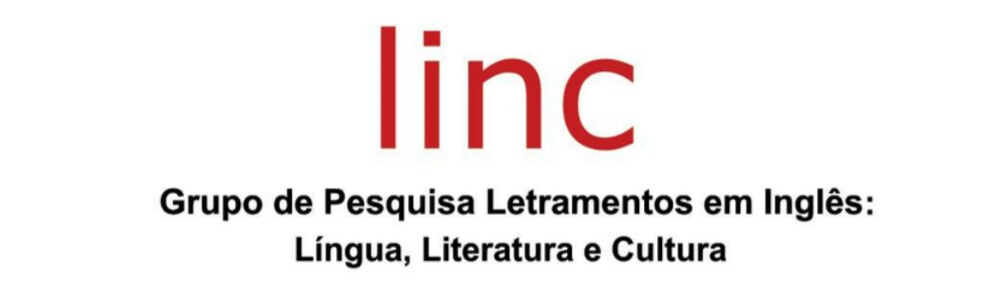 linc
Grupo de Pesquisa Letramentos em Inglês:
Língua, Literatura e Cultura